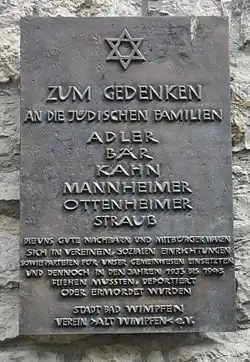 ZUM GEDENKEN
AN DIE JÜDISCHEN FAMILIEN
ADLER
BÄR
KAHN
MANNHEIMER
OTTENHEIMER
STRAUß
DIE UNS GUTE NACHBARN UND MITBÜRGER WAREN
SICH IN VEREINEN, SOZIALEN EINRICHTUNGEN
SOWIE PARTEIEN FÜR UNSER GEMEINWESEN EINSETZTEN
UND DENNOCH IN DEN JAHREN 1933 BIS 1945
FLIEHEN MUSSTEN, DEPORTIERT
ODER ERMORDET WURDEN
STADT BAD WIMPFEN
VEREIN >ALT WIMPFEN< e.V.